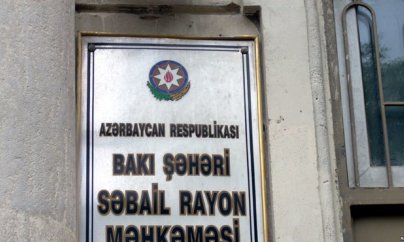 AZƏRBAYCAN RESPUBLİKASI
BAKI ŞƏHƏRİ
SƏBAİL RAYON
MƏHKƏMƏSİ